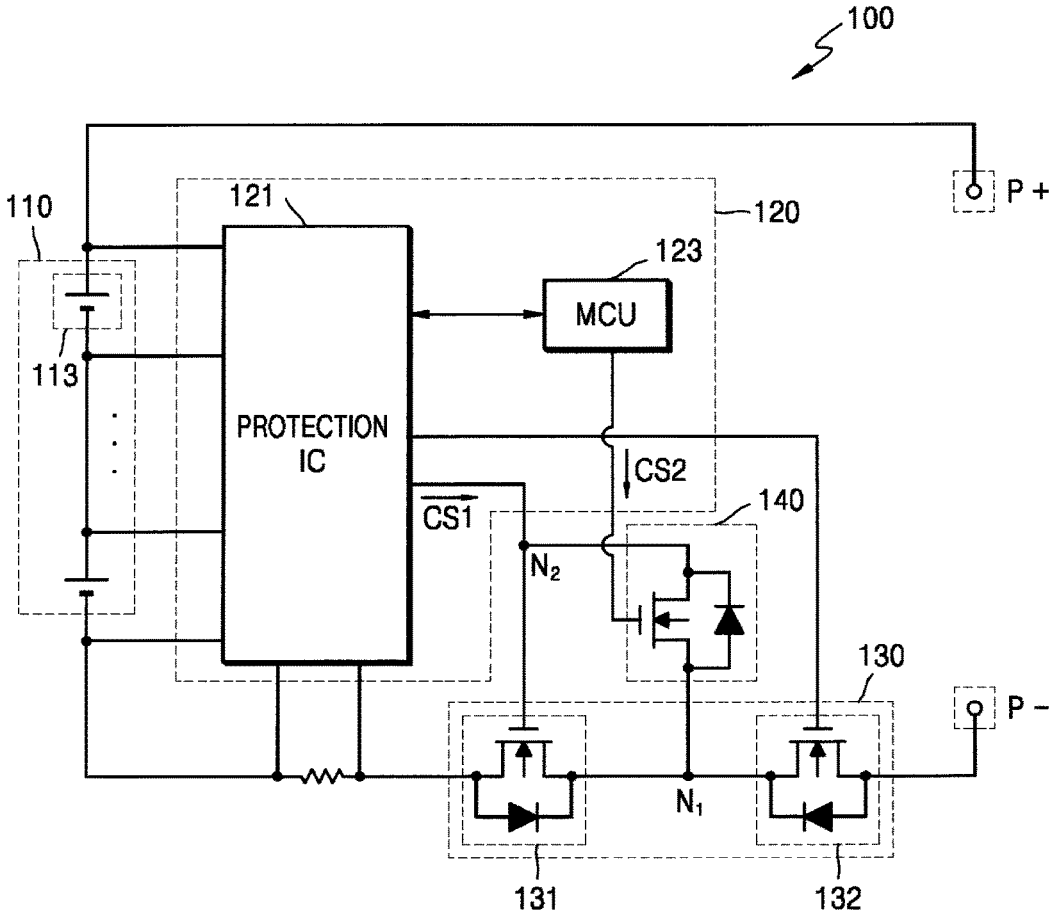 100
P+
110
121
120
123
MCU
113
PROTECTION
IC
CS2
CS1
140
N₂
130
P-
N₁
131
132